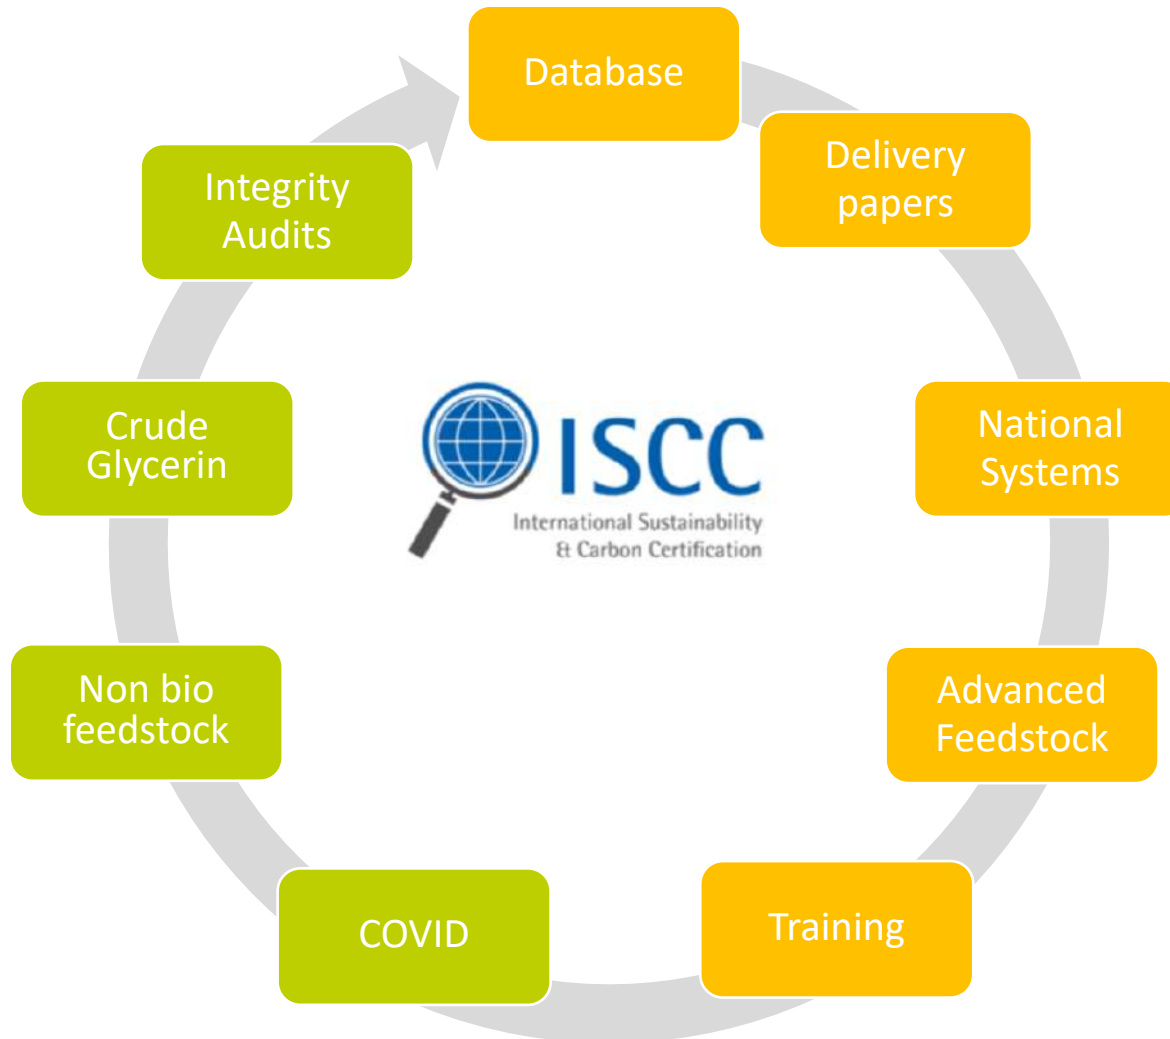 Database
Delivery
papers
National
Systems
Advanced
Feedstock
Training
COVID
Non bio
feedstock
Crude
Glycerin
Integrity
Audits
ISCC
International Sustainability
& Carbon Certification